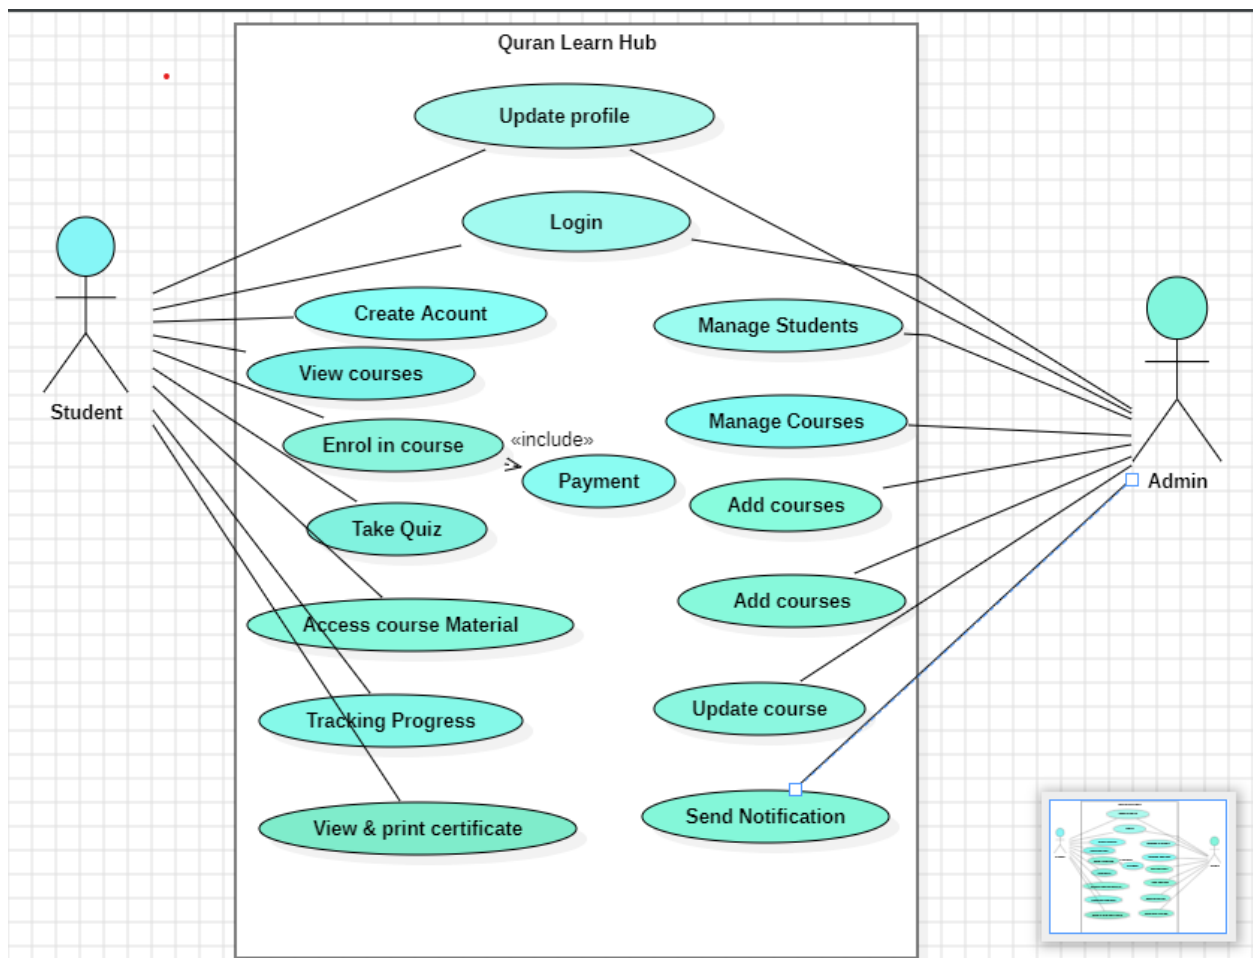 Quran Learn Hub
Update profile
Login
Create Acount
Manage Students
View courses
Student
Manage Courses
Enrol in course
«include»
Payment
Admin
Add courses
Take Quiz
Add courses
Access course Material
Update course
Tracking Progress
Send Notification
View & print certificate